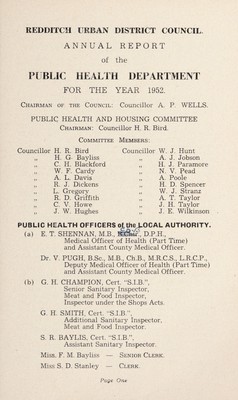 REDDITCH URBAN DISTRICT COUNCIL.
ANNUAL REPORT
of the
PUBLIC HEALTH DEPARTMENT
FOR THE YEAR 1952.
CHAIRMAN OF THE COUNCIL: Councillor A. P. WELLS.
PUBLIC HEALTH AND HOUSING COMMITTEE
CHAIRMAN: Councillor H. R. Bird.
COMMITTEE MEMBERS:
Councillor H. R. Bird Councillor W. J. Hunt
„ H. G. Bayliss „ A. J. Jobson
„ C. H. Blackford „ H. J. Paramore
„ W. F. Cardy „ N. V. Pead
„ A. L. Davis „ A. Poole
„ R. J. Dickens „ H. D. Spencer
„ L. Gregory „ W. J. Stranz
„ R. D. Griffith „ A. T. Taylor
„ C. V. Howe „ J. H. Taylor
„ J. W. Hughes „ J. E. Wilkinson
PUBLIC HEALTH OFFICERS of the LOCAL AUTHORITY.
(a) E. T. SHENNAN, M.B., D.P.H.,
Medical Officer of Health (Part Time)
and Assistant County Medical Officer.
Dr. V. PUGH, B.Sc., M.B., Ch.B., M.R.C.S., L.R.C.P.,
Deputy Medical Officer of Health (Part Time)
and Assistant County Medical Officer.
(b) G. H. CHAMPION, Cert. "S.I.B.",
Senior Sanitary Inspector,
Meat and Food Inspector,
Inspector under the Shops Acts.
G. H. SMITH, Cert. "S.I.B.",
Additional Sanitary Inspector,
Meat and Food Inspector.
S. R. BAYLIS, Cert. "S.I.B.",
Assistant Sanitary Inspector.
Miss. F. M. Bayliss — SENIOR CLERK.
Miss S. D. Stanley — CLERK.
Page One